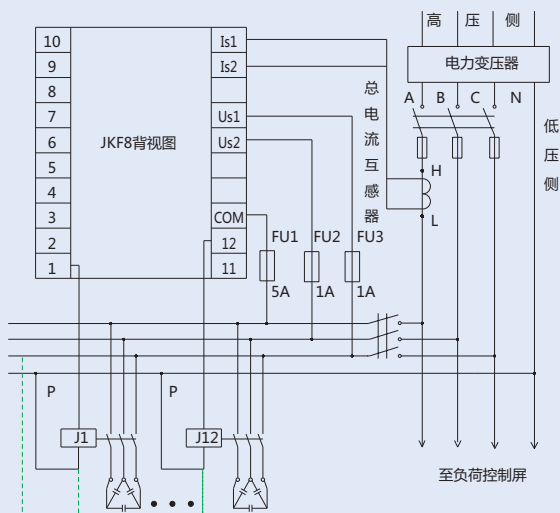 高 压 侧
电力变压器
A B C N
低压侧
10 Is1
9 Is2
8
7 Us1
6 Us2
5
4
3 COM
2 12
1 11
JKF8背视图
总电流互感器
H
L
FU1 FU2 FU3
5A 1A 1A
P P
J1 J12
至负荷控制屏